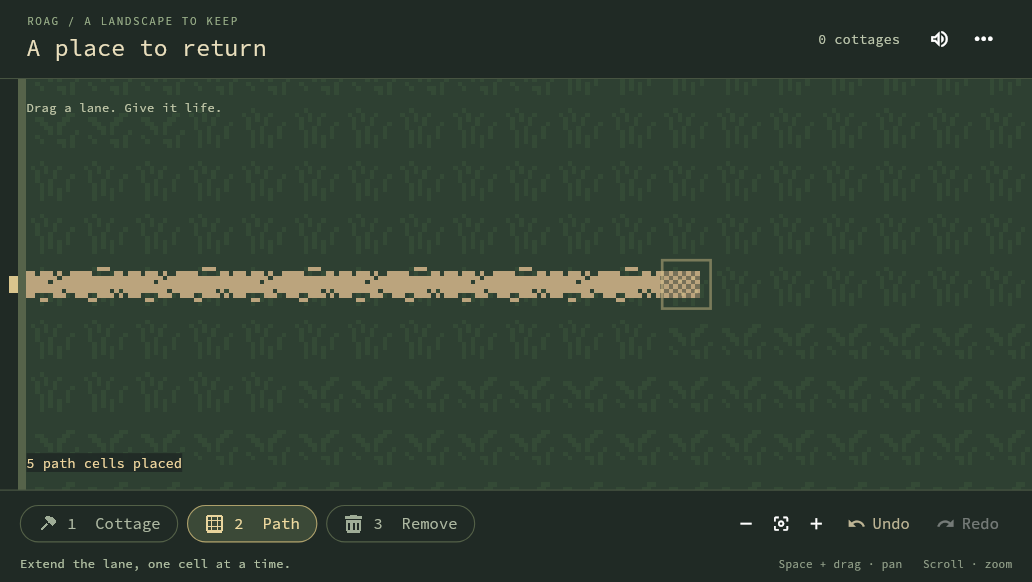 ROAG / A LANDSCAPE TO KEEP
A place to return
0 cottages
Drag a lane. Give it life.
5 path cells placed
1 Cottage
2 Path
3 Remove
Undo
Redo
Extend the lane, one cell at a time.
Space + drag · pan
Scroll · zoom